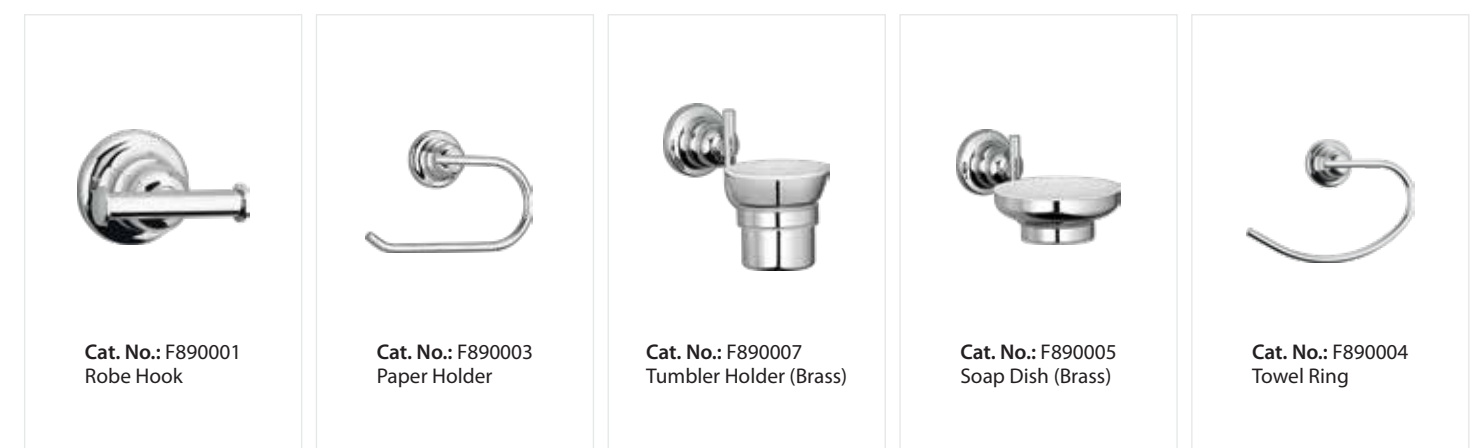 Cat. No.: F890001
Robe Hook
Cat. No.: F890003
Paper Holder
Cat. No.: F890007
Tumbler Holder (Brass)
Cat. No.: F890005
Soap Dish (Brass)
Cat. No.: F890004
Towel Ring